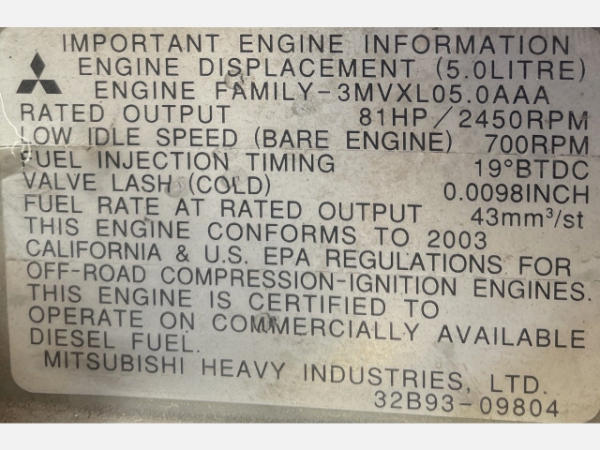 IMPORTANT ENGINE INFORMATION
ENGINE DISPLACEMENT (5.0LITRE)
ENGINE FAMILY-3MVXL05.0AAA
RATED OUTPUT 81HP/2450RPM
LOW IDLE SPEED (BARE ENGINE) 700RPM
FUEL INJECTION TIMING 19°BTDC
VALVE LASH (COLD) 0.0098INCH
FUEL RATE AT RATED OUTPUT 43mm³/st
THIS ENGINE CONFORMS TO 2003
CALIFORNIA & U.S. EPA REGULATIONS FOR
OFF-ROAD COMPRESSION-IGNITION ENGINES.
THIS ENGINE IS CERTIFIED TO
OPERATE ON COMMERCIALLY AVAILABLE
DIESEL FUEL.
MITSUBISHI HEAVY INDUSTRIES, LTD.
32B93-09804